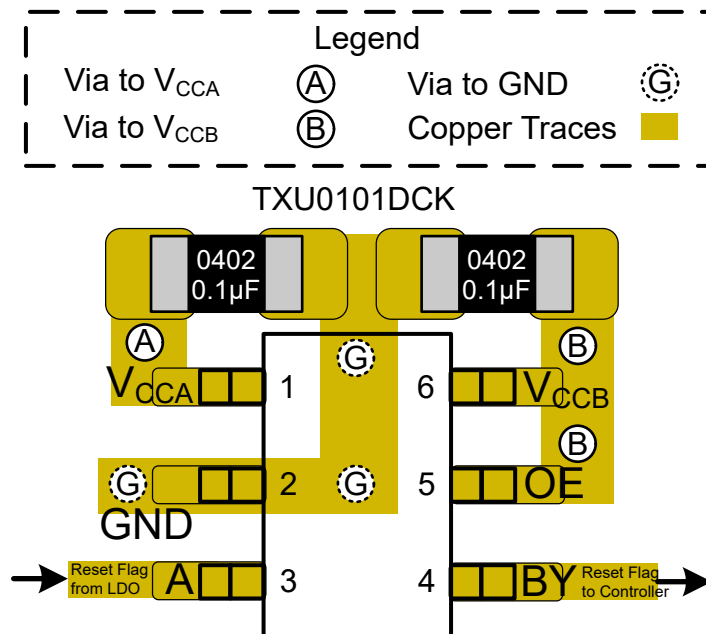 Legend
Via to VCCA A Via to GND G
Via to VCCB B Copper Traces
TXU0101DCK
0402 0402
0.1µF 0.1µF
A G B
VCCA 1 6 VCCB
B
G 2 G 5 OE
GND
Reset Flag from LDO A 3 4 BY Reset Flag to Controller